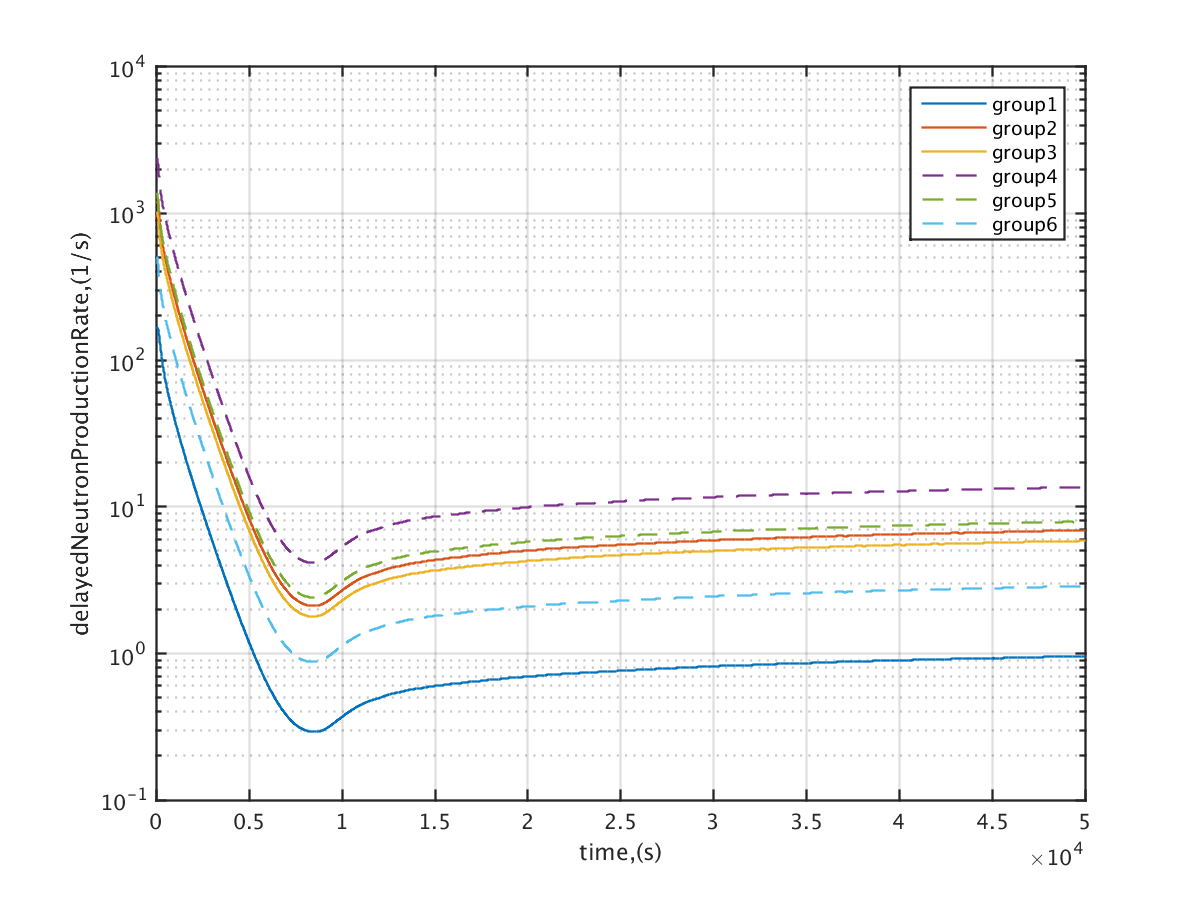 10^4
10^3
10^2
10^1
10^0
10^-1
delayedNeutronProductionRate,(1/s)
group1
group2
group3
group4
group5
group6
0 0.5 1 1.5 2 2.5 3 3.5 4 4.5 5
time,(s)
×10^4